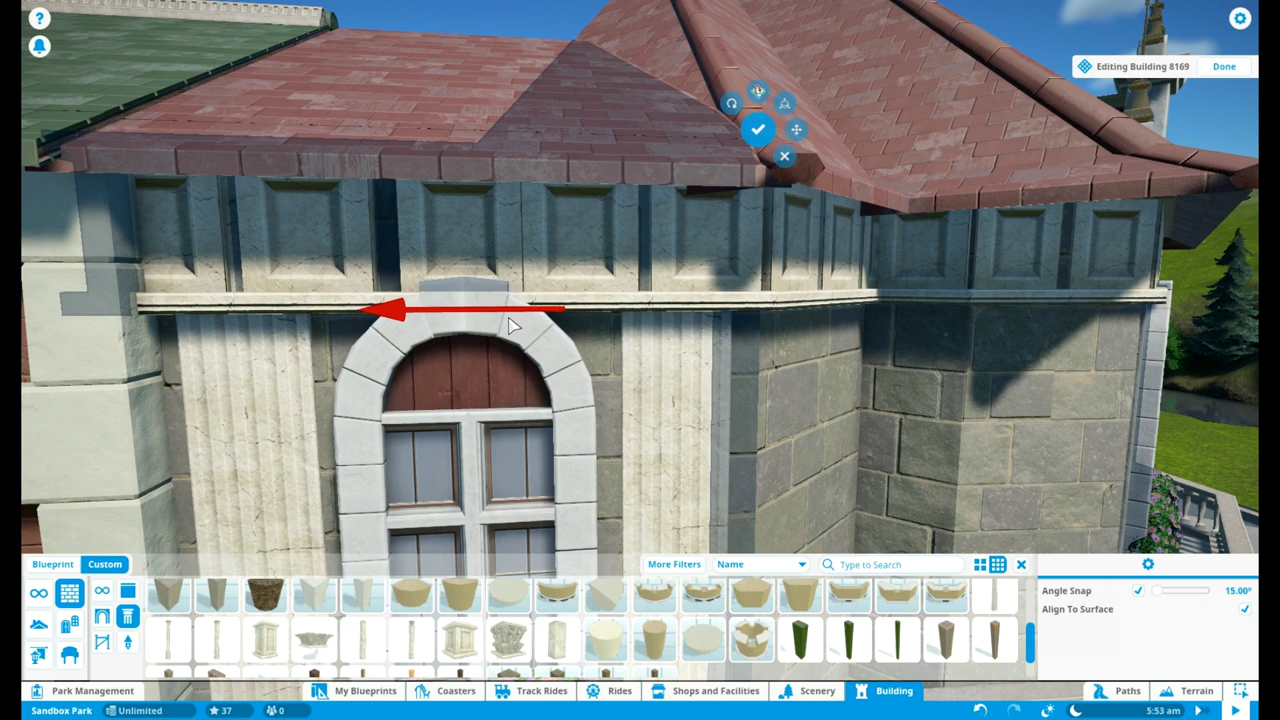 ?
Editing Building 8169 Done
Blueprint Custom More Filters Name Type to Search
Angle Snap 15.00°
Align To Surface
Park Management My Blueprints Coasters Track Rides Rides Shops and Facilities Scenery Building Paths Terrain
Sandbox Park Unlimited 37 0 5:53 am